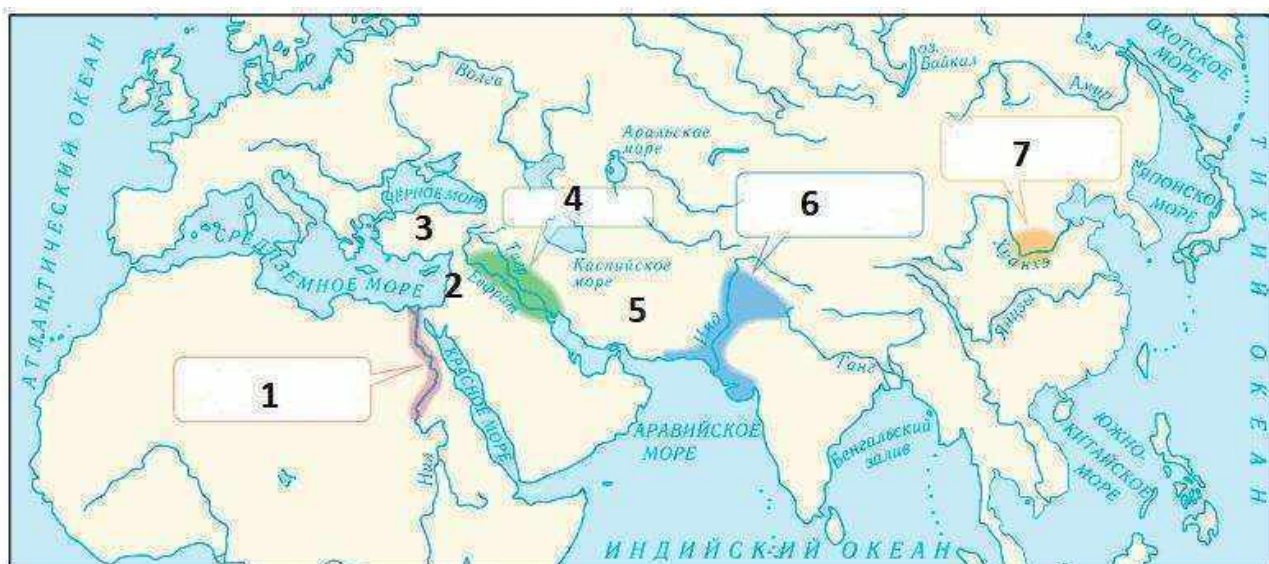 АТЛАНТИЧЕСКИЙ ОКЕАН
Волга
оз.
Байкал
Амур
ОХОТСКОЕ
МОРЕ
Аральское
море
7
ТИХИЙ ОКЕАН
ЯПОНСКОЕ
МОРЕ
4
6
ЧЁРНОЕ МОРЕ
3
СРЕДИЗЕМНОЕ МОРЕ
2
Тигр
Евфрат
Каспийское
море
5
Инд
Хуанхэ
Янцзы
Ганг
1
КРАСНОЕ МОРЕ
Нил
АРАВИЙСКОЕ
МОРЕ
Бенгальский
залив
ЮЖНО-
КИТАЙСКОЕ
МОРЕ
ИНДИЙСКИЙ ОКЕАН